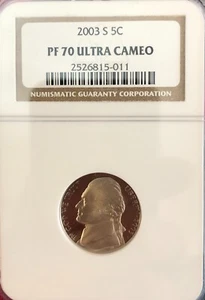 2003 S 5C
PF 70 ULTRA CAMEO
2526815-011
NUMISMATIC GUARANTY CORPORATION